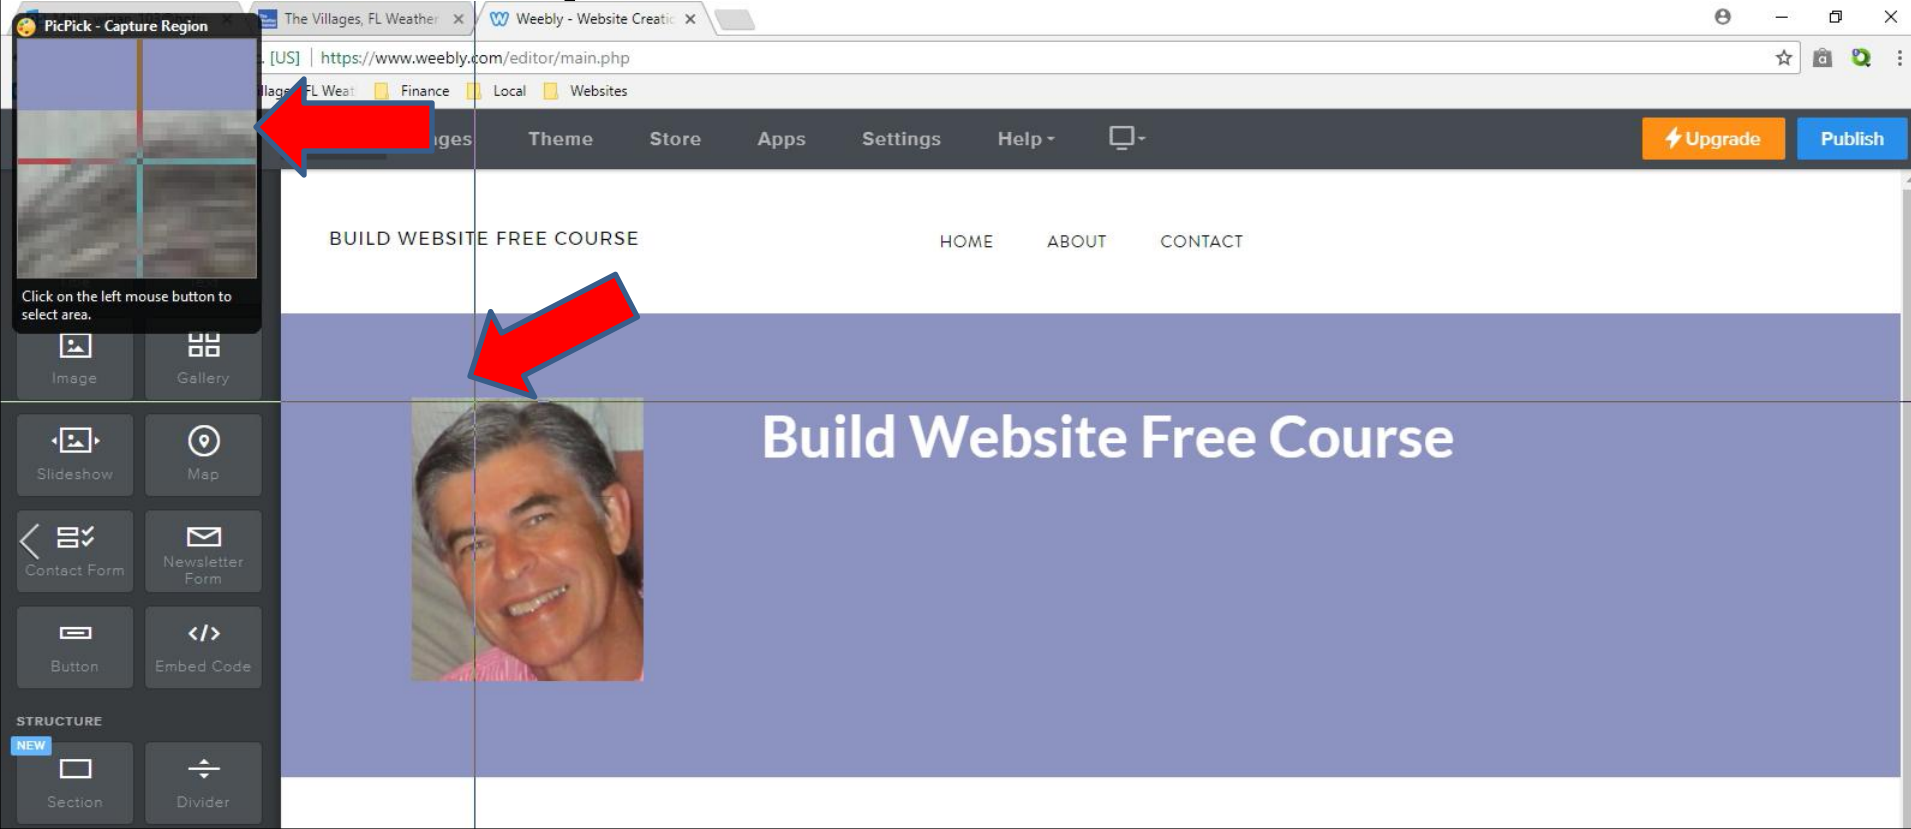 PicPick - Capture Region
The Villages, FL Weather
Weebly - Website Creatio
[US] https://www.weebly.com/editor/main.php
FL Weat
Finance
Local
Websites
Theme
Store
Apps
Settings
Help
Upgrade
Publish
BUILD WEBSITE FREE COURSE
HOME
ABOUT
CONTACT
Click on the left mouse button to
select area.
Image
Gallery
Build Website Free Course
Slideshow
Map
Contact Form
Newsletter
Form
Button
Embed Code
STRUCTURE
NEW
Section
Divider